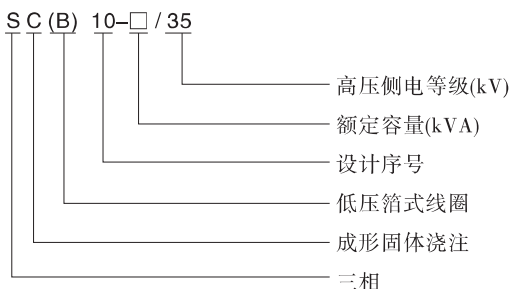 S C (B) 10–□ / 35
高压侧电等级(kV)
额定容量(kVA)
设计序号
低压箔式线圈
成形固体浇注
三相